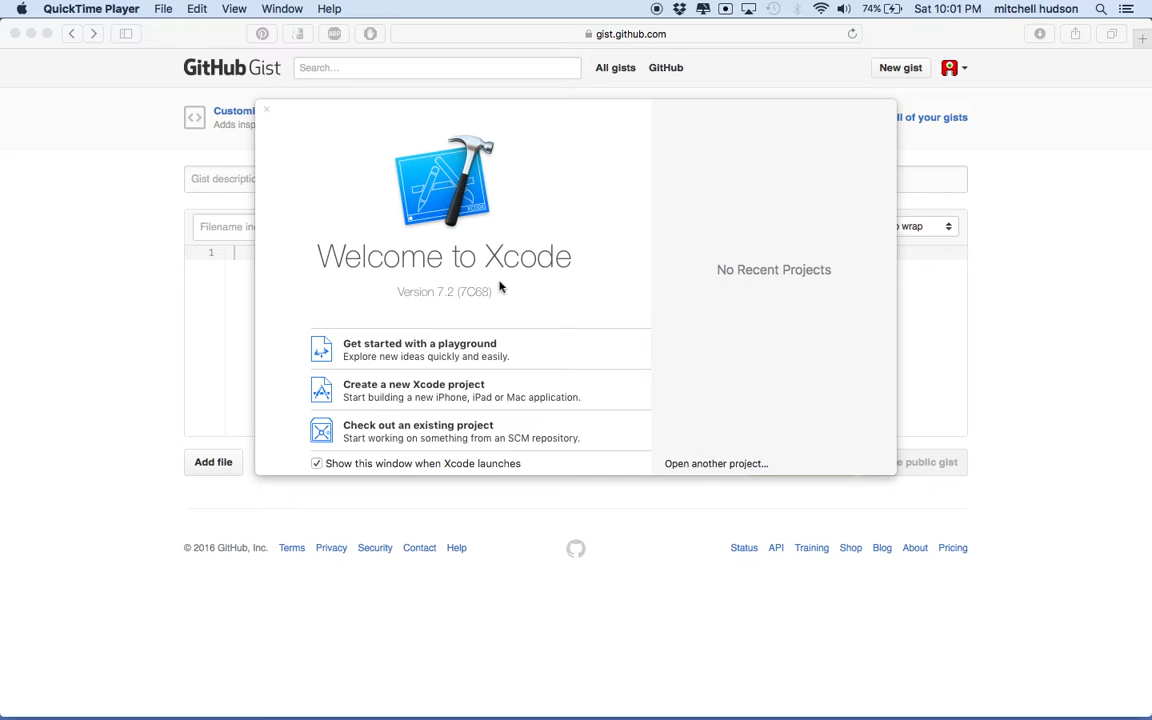 QuickTime Player File Edit View Window Help 74% Sat 10:01 PM mitchell hudson
ABP gist.github.com
GitHub Gist Search... All gists GitHub New gist
Adds
ll of your gists
Gist
wrap
1
XCODE
Welcome to Xcode
Version 7.2 (7C68)
No Recent Projects
Get started with a playground
Explore new ideas quickly and easily.
Create a new Xcode project
Start building a new iPhone, iPad or Mac application.
Check out an existing project
Start working on something from an SCM repository.
Show this window when Xcode launches
Open another project...
Add file
public gist
© 2016 GitHub, Inc. Terms Privacy Security Contact Help Status API Training Shop Blog About Pricing